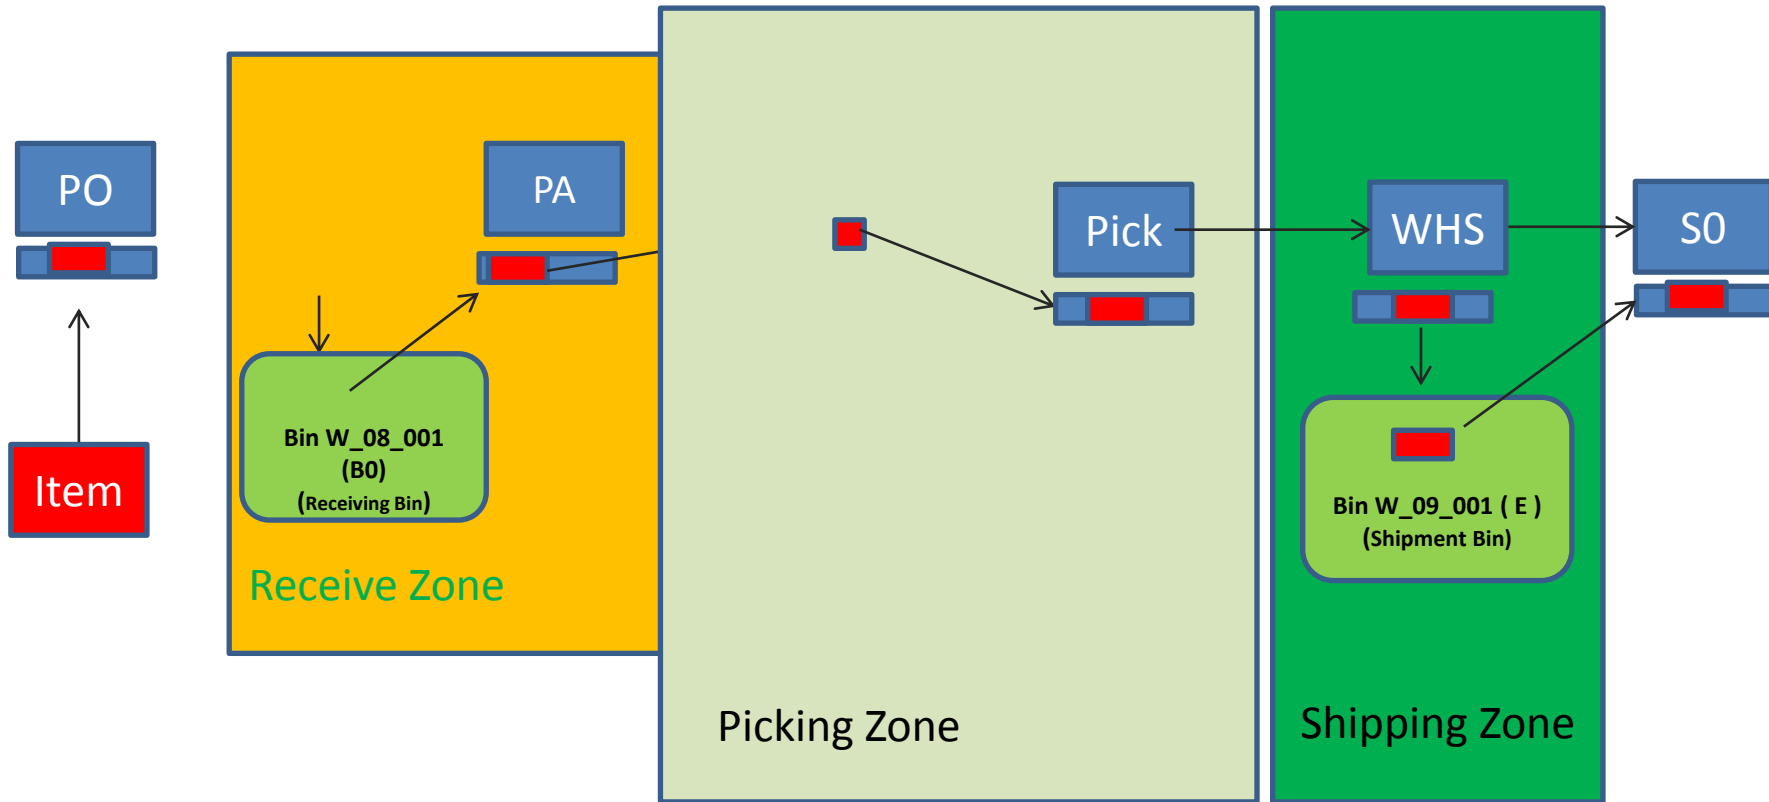 PO
Item
PA
Bin W_08_001
(B0)
(Receiving Bin)
Receive Zone
Pick
Picking Zone
WHS
Bin W_09_001 ( E )
(Shipment Bin)
Shipping Zone
S0